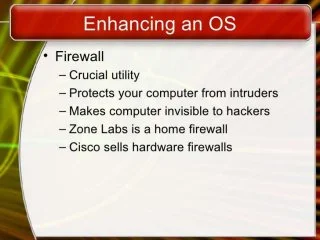 Enhancing an OS
• Firewall
– Crucial utility
– Protects your computer from intruders
– Makes computer invisible to hackers
– Zone Labs is a home firewall
– Cisco sells hardware firewalls